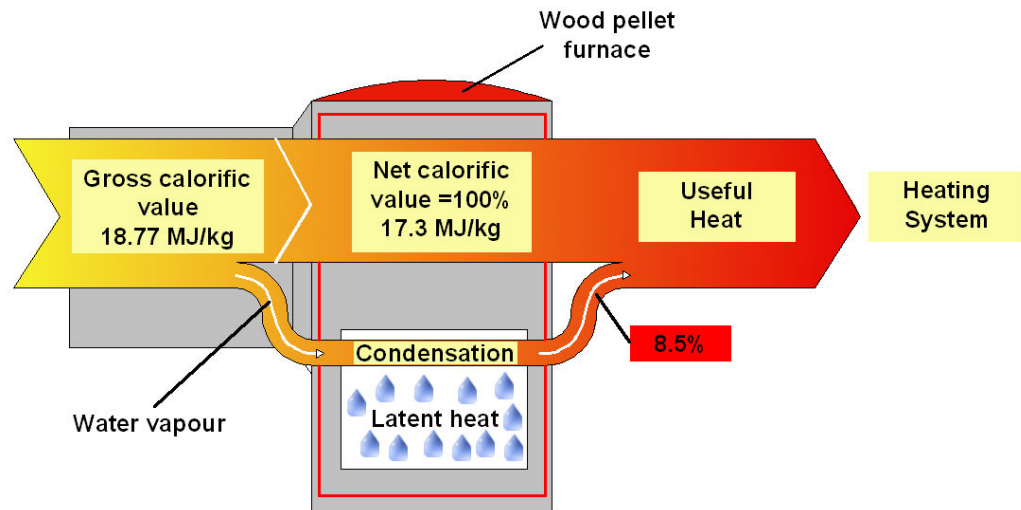 Wood pellet
furnace
Gross calorific
value
18.77 MJ/kg
Net calorific
value =100%
17.3 MJ/kg
Useful
Heat
Heating
System
8.5%
Condensation
Latent heat
Water vapour